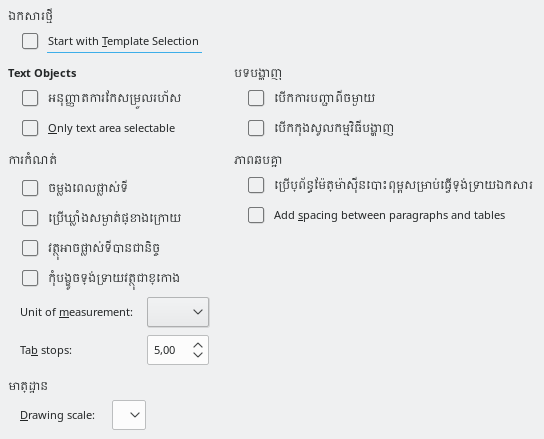 ឯកសារថ្មី
Start with Template Selection
Text Objects
អនុញ្ញាតការកែសម្រួលរហ័ស
Only text area selectable
បទបង្ហាញ
បើកការបញ្ជាពីចម្ងាយ
បើកកុងសូលកម្មវិធីបង្ហាញ
ការកំណត់
ចម្លងពេលផ្លាស់ទី
ប្រើឃ្លាំងសម្ងាត់ផ្ទៃខាងក្រោយ
វត្ថុអាចផ្លាស់ទីបានជានិច្ច
កុំបង្ខូចទ្រង់ទ្រាយវត្ថុជាខ្សែកោង
Unit of measurement:
Tab stops:
5,00
ភាពឆបគ្នា
ប្រើប្រព័ន្ធម៉ែត្រម៉ាស៊ីនបោះពុម្ពសម្រាប់ធ្វើទ្រង់ទ្រាយឯកសារ
Add spacing between paragraphs and tables
មាត្រដ្ឋាន
Drawing scale: